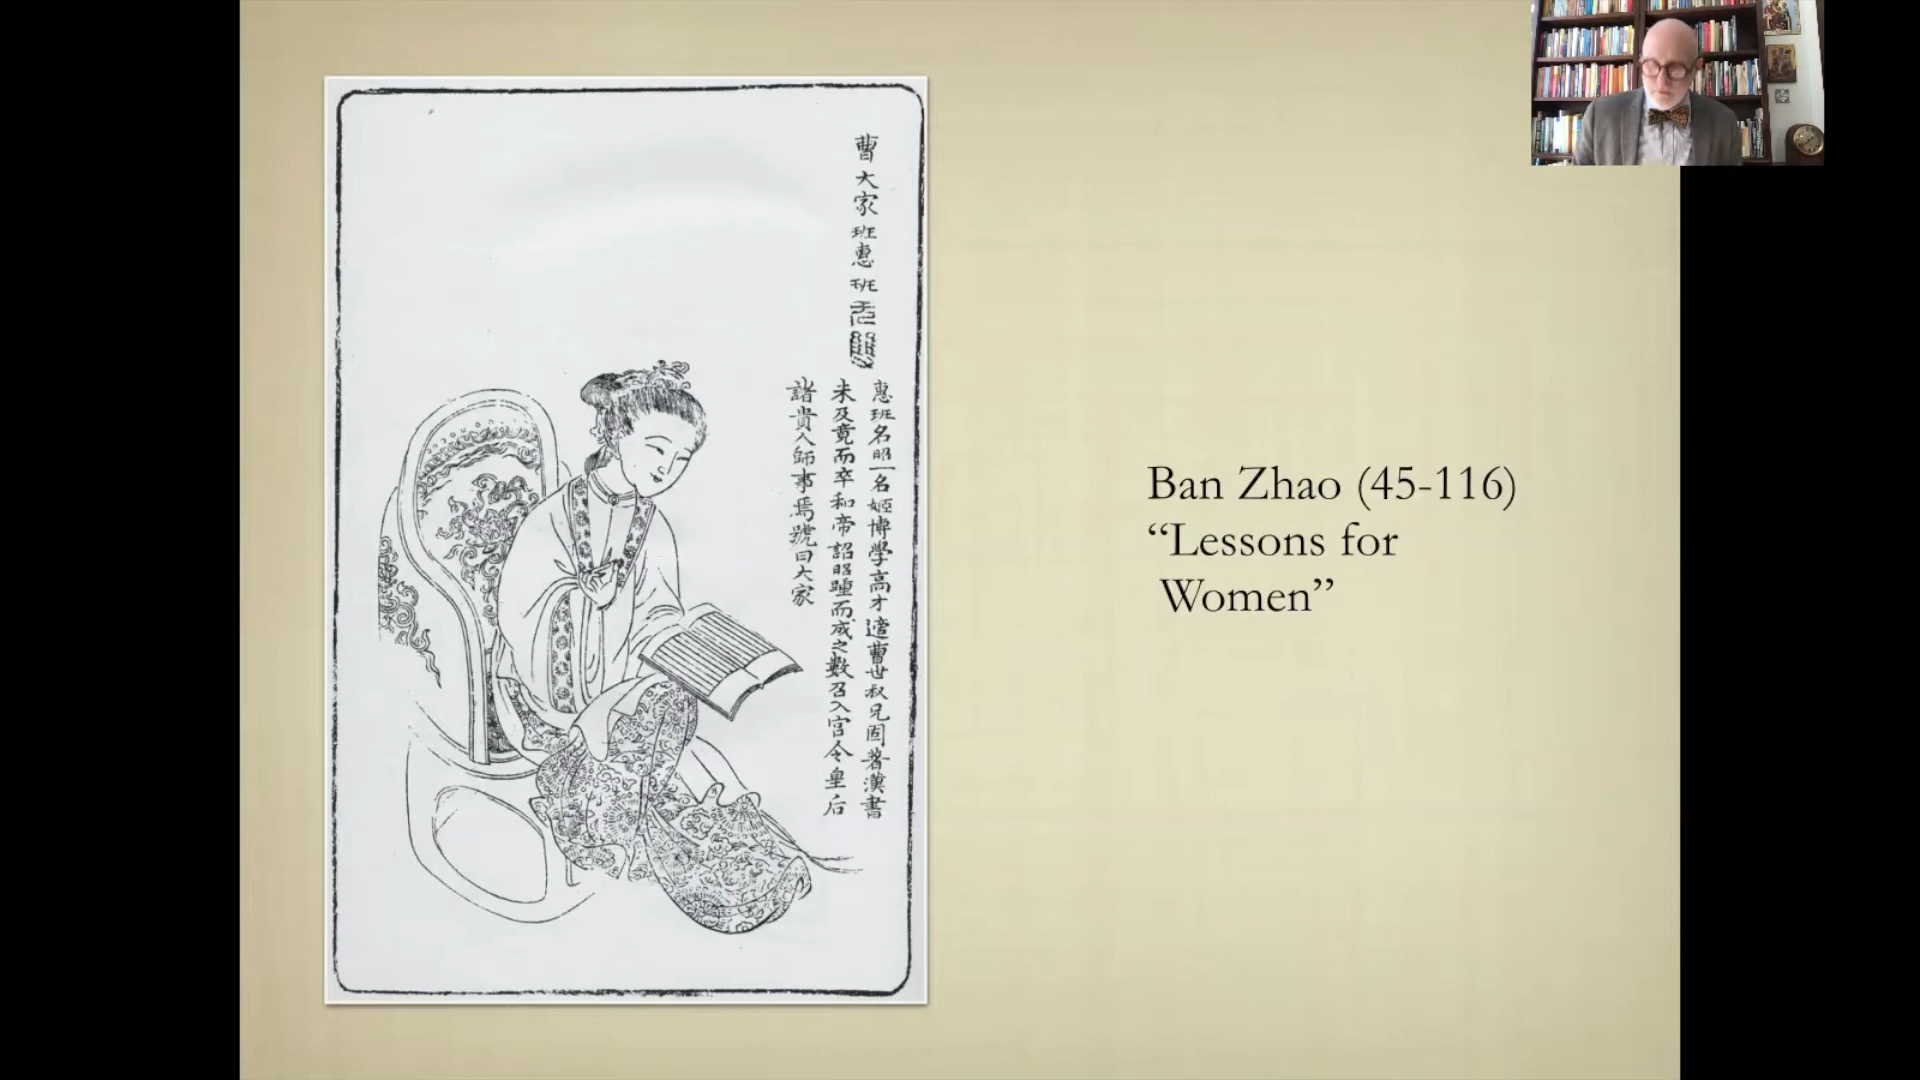 曹大家班惠班
惠班名昭一名姬博學高才適曹世叔兄固著漢書
未及竟而卒和帝詔昭踵而成之數召入宮令皇后
諸貴人師事焉號曰大家
Ban Zhao (45-116)
“Lessons for
Women”